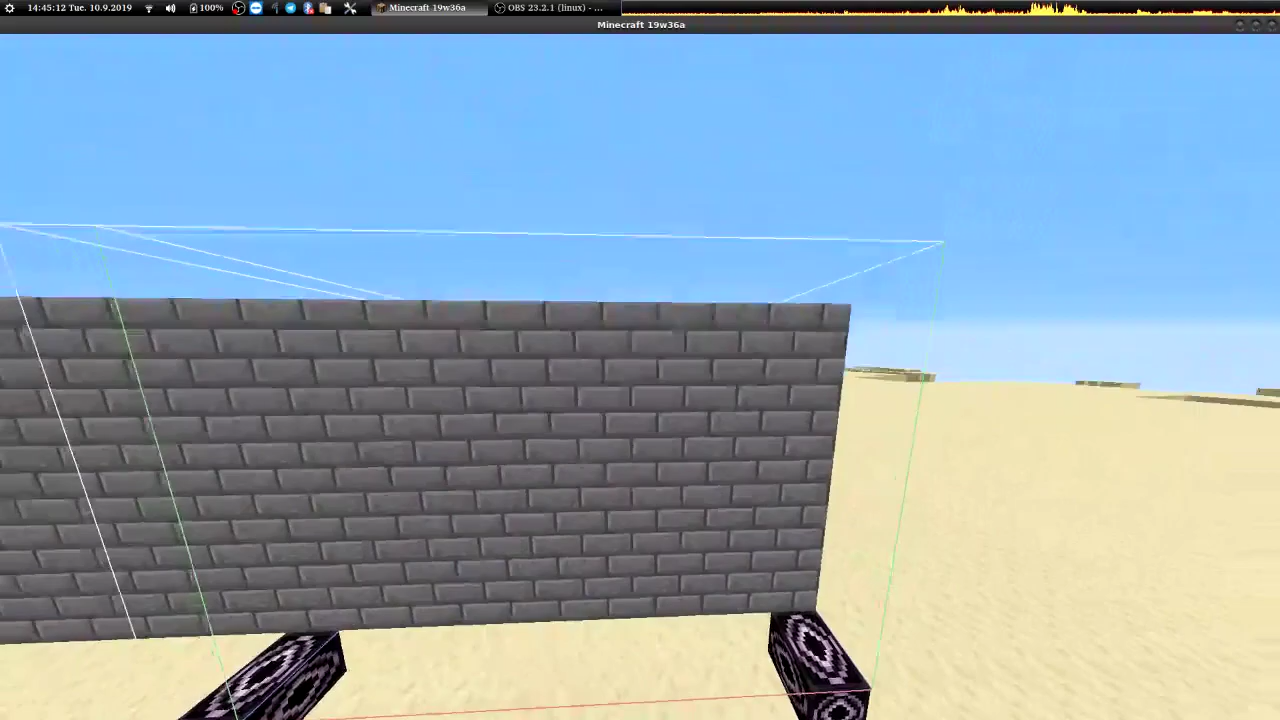 14:45:12 Tue. 10.9.2019 100% Minecraft 19w36a OBS 23.2.1 (linux) - ...
Minecraft 19w36a